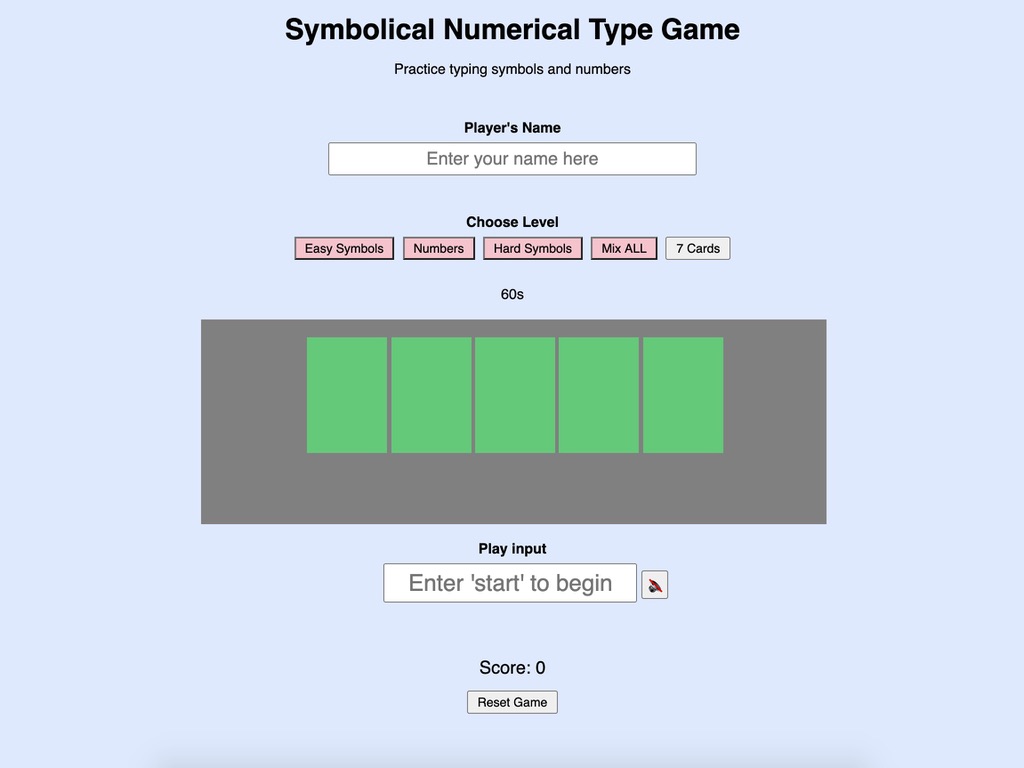 Symbolical Numerical Type Game
Practice typing symbols and numbers
Player's Name
Enter your name here
Choose Level
Easy Symbols Numbers Hard Symbols Mix ALL 7 Cards
60s
Play input
Enter 'start' to begin
Score: 0
Reset Game